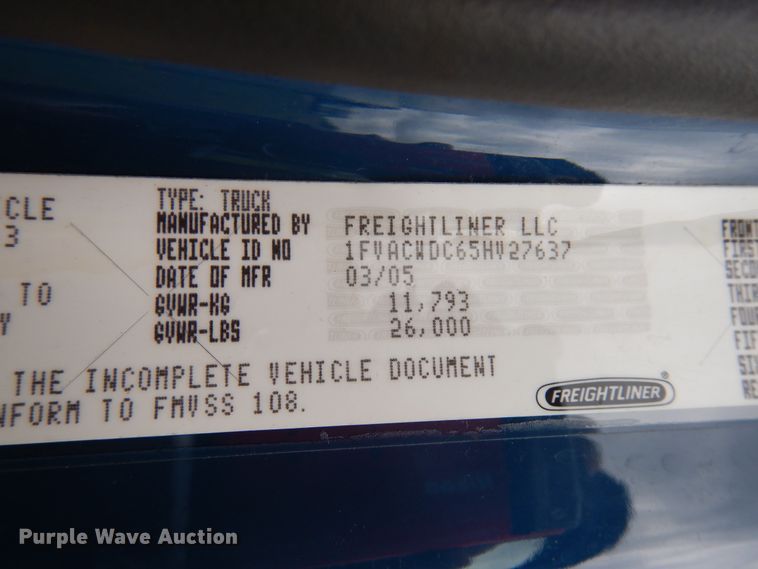 CLE
3
TO
Y
TYPE: TRUCK
MANUFACTURED BY FREIGHTLINER LLC
VEHICLE ID NO 1FVACWDC65HV27637
DATE OF MFR 03/05
GVWR-KG 11,793
GVWR-LBS 26,000
THE INCOMPLETE VEHICLE DOCUMENT
NFORM TO FMVSS 108.
FREIGHTLINER®
FRONT
FIRST
SECO
THIR
FOUR
FIF
SI
RE
Purple Wave Auction®